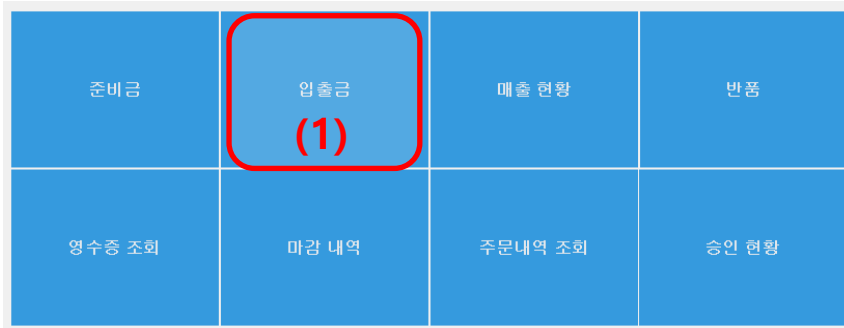 준비금
입출금
매출 현황
반품
(1)
영수증 조회
마감 내역
주문내역 조회
승인 현황